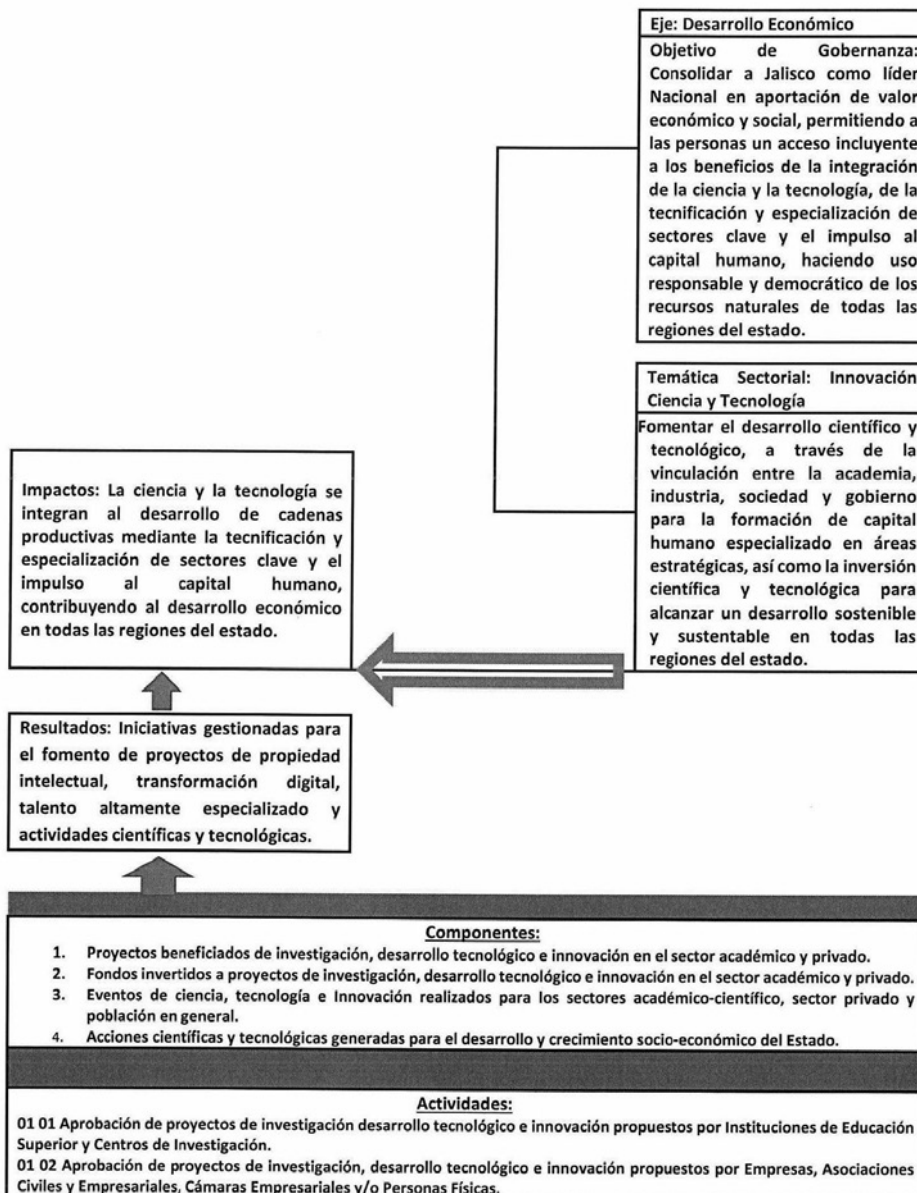 Eje: Desarrollo Económico
Objetivo de Gobernanza:
Consolidar a Jalisco como líder
Nacional en aportación de valor
económico y social, permitiendo a
las personas un acceso incluyente
a los beneficios de la integración
de la ciencia y la tecnología, de la
tecnificación y especialización de
sectores clave y el impulso al
capital humano, haciendo uso
responsable y democrático de los
recursos naturales de todas las
regiones del estado.
Temática Sectorial: Innovación
Ciencia y Tecnología
Fomentar el desarrollo científico y
tecnológico, a través de la
vinculación entre la academia,
industria, sociedad y gobierno
para la formación de capital
humano especializado en áreas
estratégicas, así como la inversión
científica y tecnológica para
alcanzar un desarrollo sostenible
y sustentable en todas las
regiones del estado.
Impactos: La ciencia y la tecnología se
integran al desarrollo de cadenas
productivas mediante la tecnificación y
especialización de sectores clave y el
impulso al capital humano,
contribuyendo al desarrollo económico
en todas las regiones del estado.
Resultados: Iniciativas gestionadas para
el fomento de proyectos de propiedad
intelectual, transformación digital,
talento altamente especializado y
actividades científicas y tecnológicas.
Componentes:
1. Proyectos beneficiados de investigación, desarrollo tecnológico e innovación en el sector académico y privado.
2. Fondos invertidos a proyectos de investigación, desarrollo tecnológico e innovación en el sector académico y privado.
3. Eventos de ciencia, tecnología e Innovación realizados para los sectores académico-científico, sector privado y
población en general.
4. Acciones científicas y tecnológicas generadas para el desarrollo y crecimiento socio-económico del Estado.
Actividades:
01 01 Aprobación de proyectos de investigación desarrollo tecnológico e innovación propuestos por Instituciones de Educación
Superior y Centros de Investigación.
01 02 Aprobación de proyectos de investigación, desarrollo tecnológico e innovación propuestos por Empresas, Asociaciones
Civiles y Empresariales, Cámaras Empresariales y/o Personas Físicas.